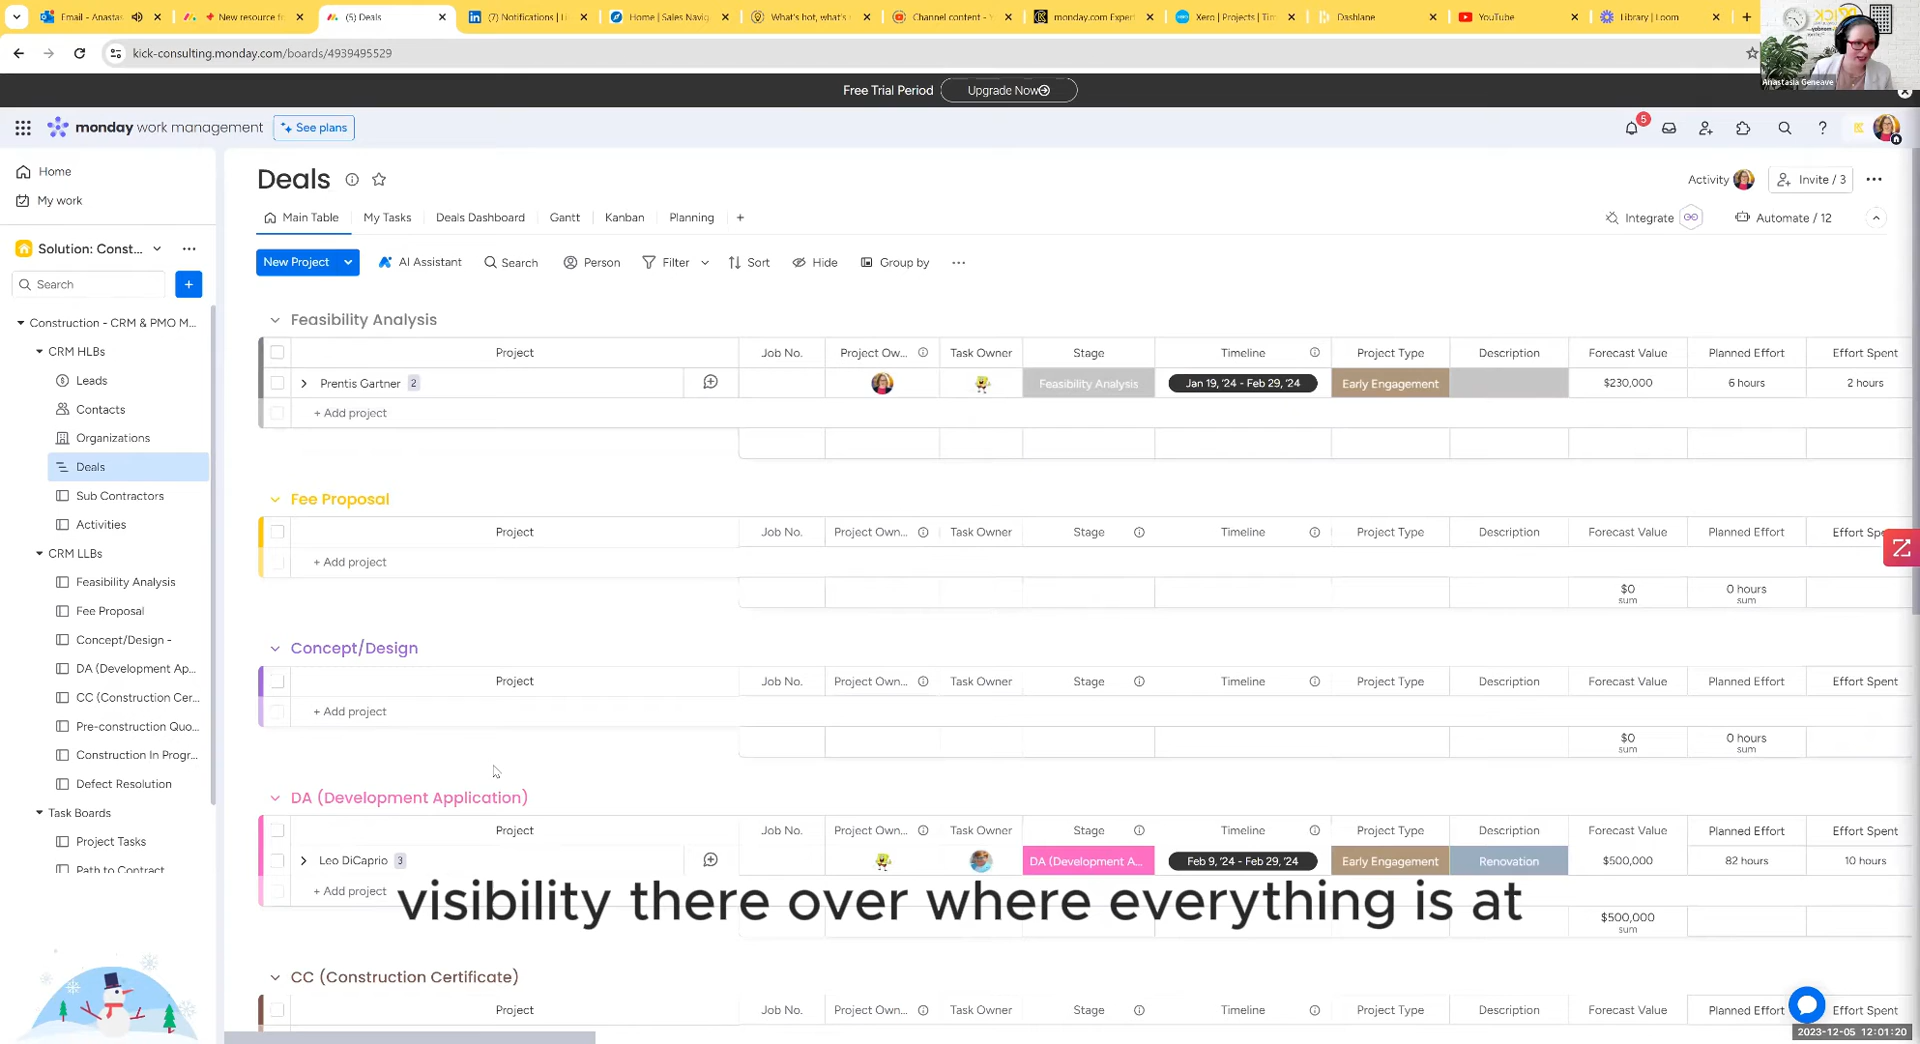 Email - Anastas
New resource f
(5) Deals
(7) Notifications | Li
Home | Sales Navig
What's hot, what's
Channel content - Y
monday.com Expert
Xero | Projects | Tim
Dashlane
YouTube
Library | Loom
kick-consulting.monday.com/boards/4939495529
Anastasia Geneave
Free Trial Period Upgrade Now
monday work management See plans
5
Home
My work
Solution: Const...
Search
Construction - CRM & PMO M...
CRM HLBs
Leads
Contacts
Organizations
Deals
Sub Contractors
Activities
CRM LLBs
Feasibility Analysis
Fee Proposal
Concept/Design -
DA (Development Ap...
CC (Construction Cer...
Pre-construction Quo...
Construction In Progr...
Defect Resolution
Task Boards
Project Tasks
Path to Contract
Deals
Activity Invite / 3
Main Table My Tasks Deals Dashboard Gantt Kanban Planning +
Integrate Automate / 12
New Project AI Assistant Search Person Filter Sort Hide Group by
Feasibility Analysis
Project Job No. Project Ow... Task Owner Stage Timeline Project Type Description Forecast Value Planned Effort Effort Spent
Prentis Gartner 2 Feasibility Analysis Jan 19, '24 - Feb 29, '24 Early Engagement $230,000 6 hours 2 hours
+ Add project
Fee Proposal
Project Job No. Project Own... Task Owner Stage Timeline Project Type Description Forecast Value Planned Effort Effort Spe
+ Add project
$0 0 hours
sum sum
Concept/Design
Project Job No. Project Own... Task Owner Stage Timeline Project Type Description Forecast Value Planned Effort Effort Spent
+ Add project
$0 0 hours
sum sum
DA (Development Application)
Project Job No. Project Own... Task Owner Stage Timeline Project Type Description Forecast Value Planned Effort Effort Spent
Leo DiCaprio 3 DA (Development A... Feb 9, '24 - Feb 29, '24 Early Engagement Renovation $500,000 82 hours 10 hours
+ Add project
visibility there over where everything is at
$500,000
sum
CC (Construction Certificate)
Project Job No. Project Own... Task Owner Stage Timeline Project Type Description Forecast Value Planned Effort Effort Spent
2023-12-05 12:01:20